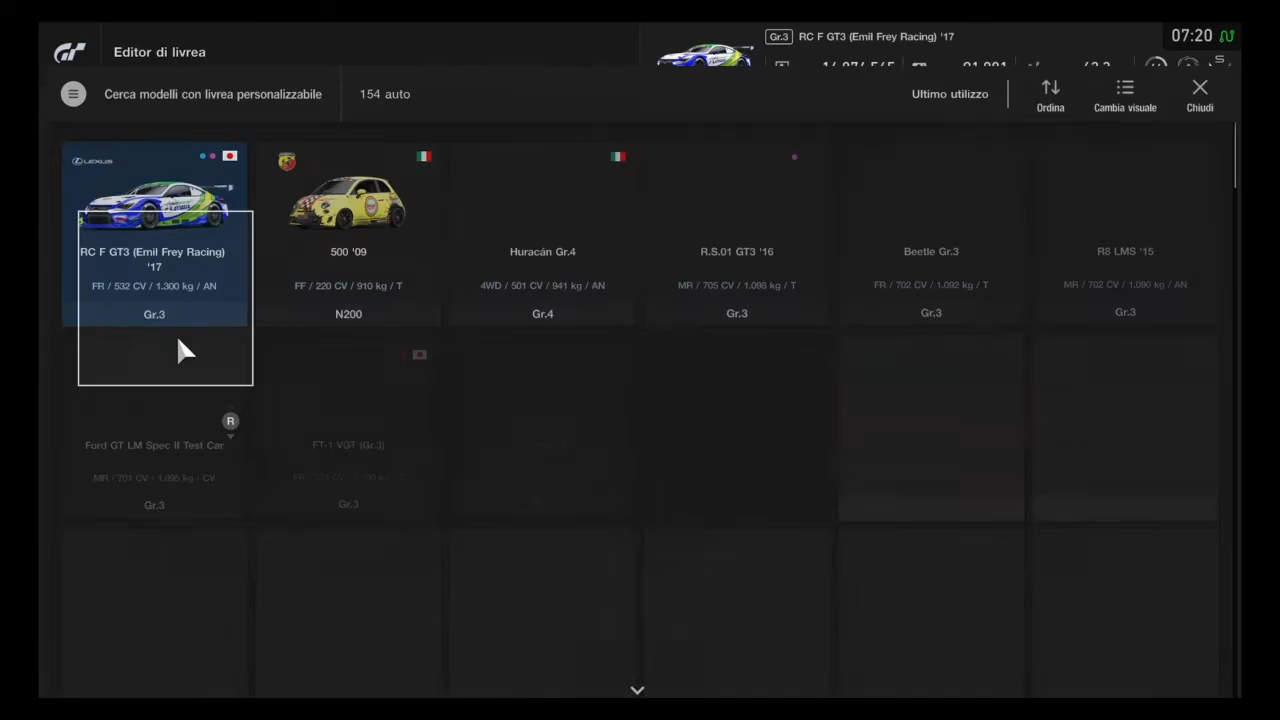 GT
Editor di livrea
Gr.3 RC F GT3 (Emil Frey Racing) '17
07:20
Cerca modelli con livrea personalizzabile
154 auto
Ultimo utilizzo
Ordina
Cambia visuale
Chiudi
LEXUS
RC F GT3 (Emil Frey Racing) '17
FR / 532 CV / 1.300 kg / AN
Gr.3
500 '09
FF / 220 CV / 910 kg / T
N200
Huracán Gr.4
4WD / 501 CV / 941 kg / AN
Gr.4
R.S.01 GT3 '16
MR / 705 CV / 1.098 kg / T
Gr.3
Beetle Gr.3
FR / 702 CV / 1.092 kg / T
Gr.3
R8 LMS '15
MR / 702 CV / 1.090 kg / AN
Gr.3
R
Ford GT LM Spec II Test Car
MR / 701 CV / 1.095 kg / CV
Gr.3
FT-1 VGT (Gr.3)
Gr.3